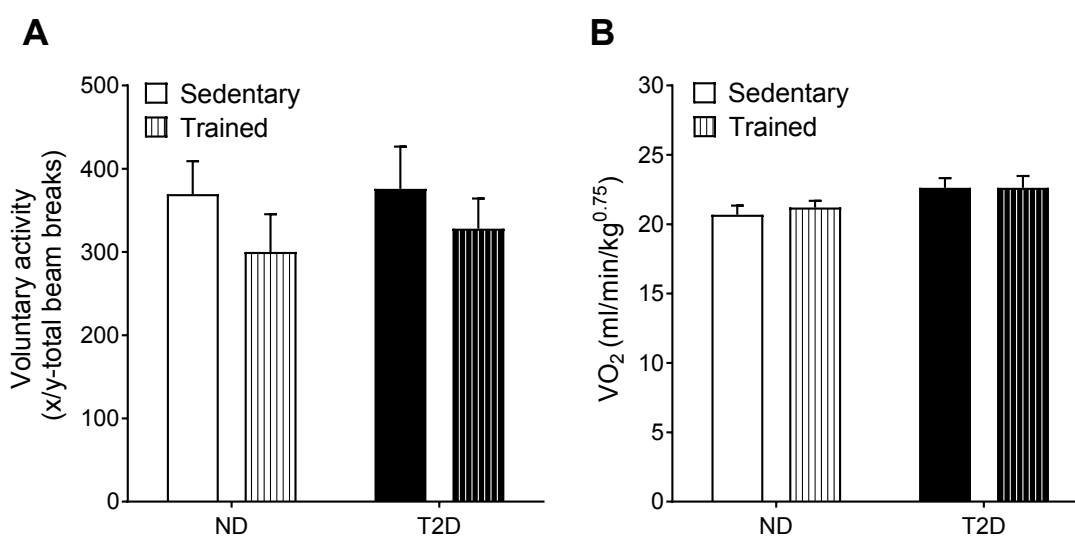 A
Voluntary activity
(x/y-total beam breaks)
500
400
300
200
100
0
Sedentary
Trained
ND
T2D
B
VO₂ (ml/min/kg⁰·⁷⁵)
30
25
20
15
10
5
0
Sedentary
Trained
ND
T2D